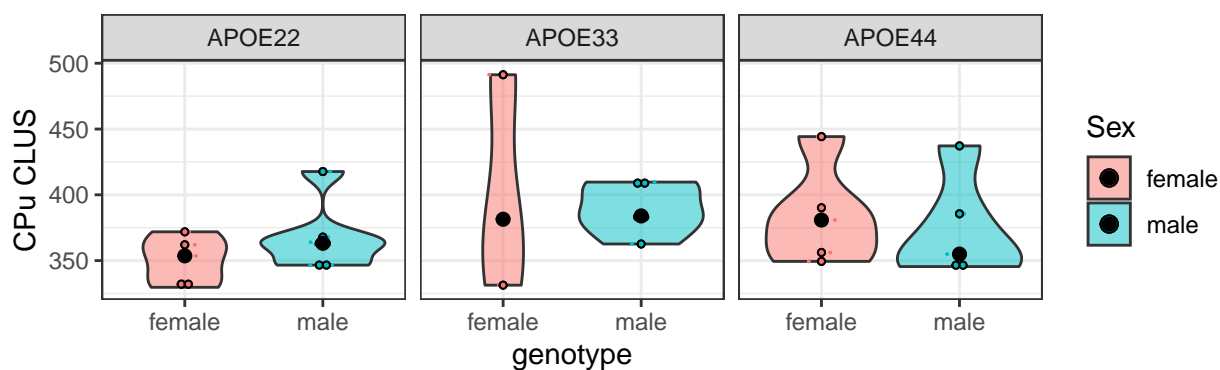 APOE22 APOE33 APOE44
500
450
400
350
CPu CLUS
female male female male female male
genotype
Sex
female
male